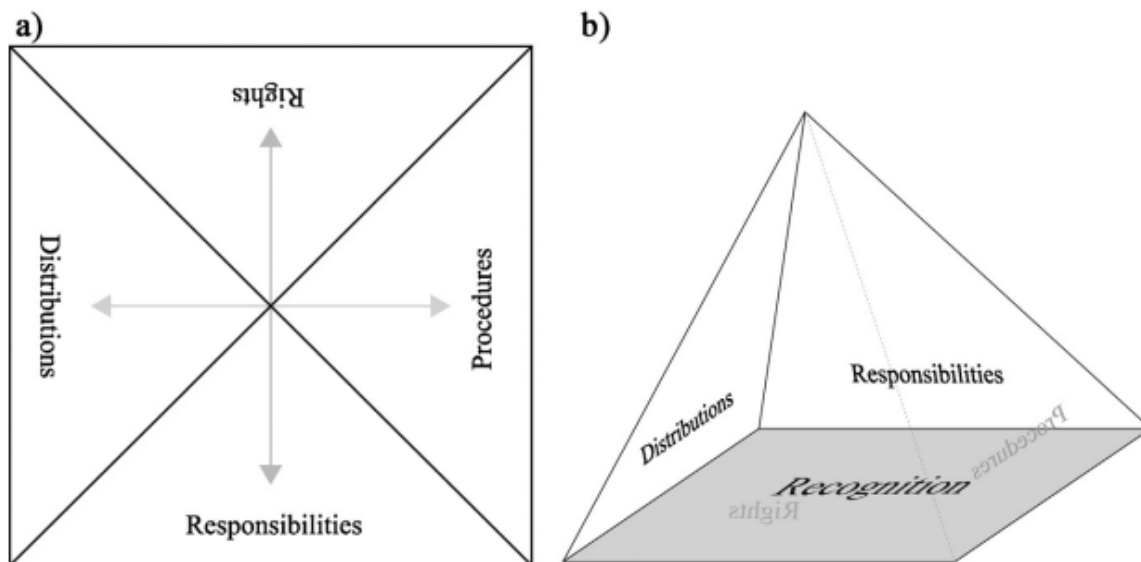 a)
Rights
Distributions
Procedures
Responsibilities
b)
Responsibilities
Distributions
Procedures
Recognition
Rights